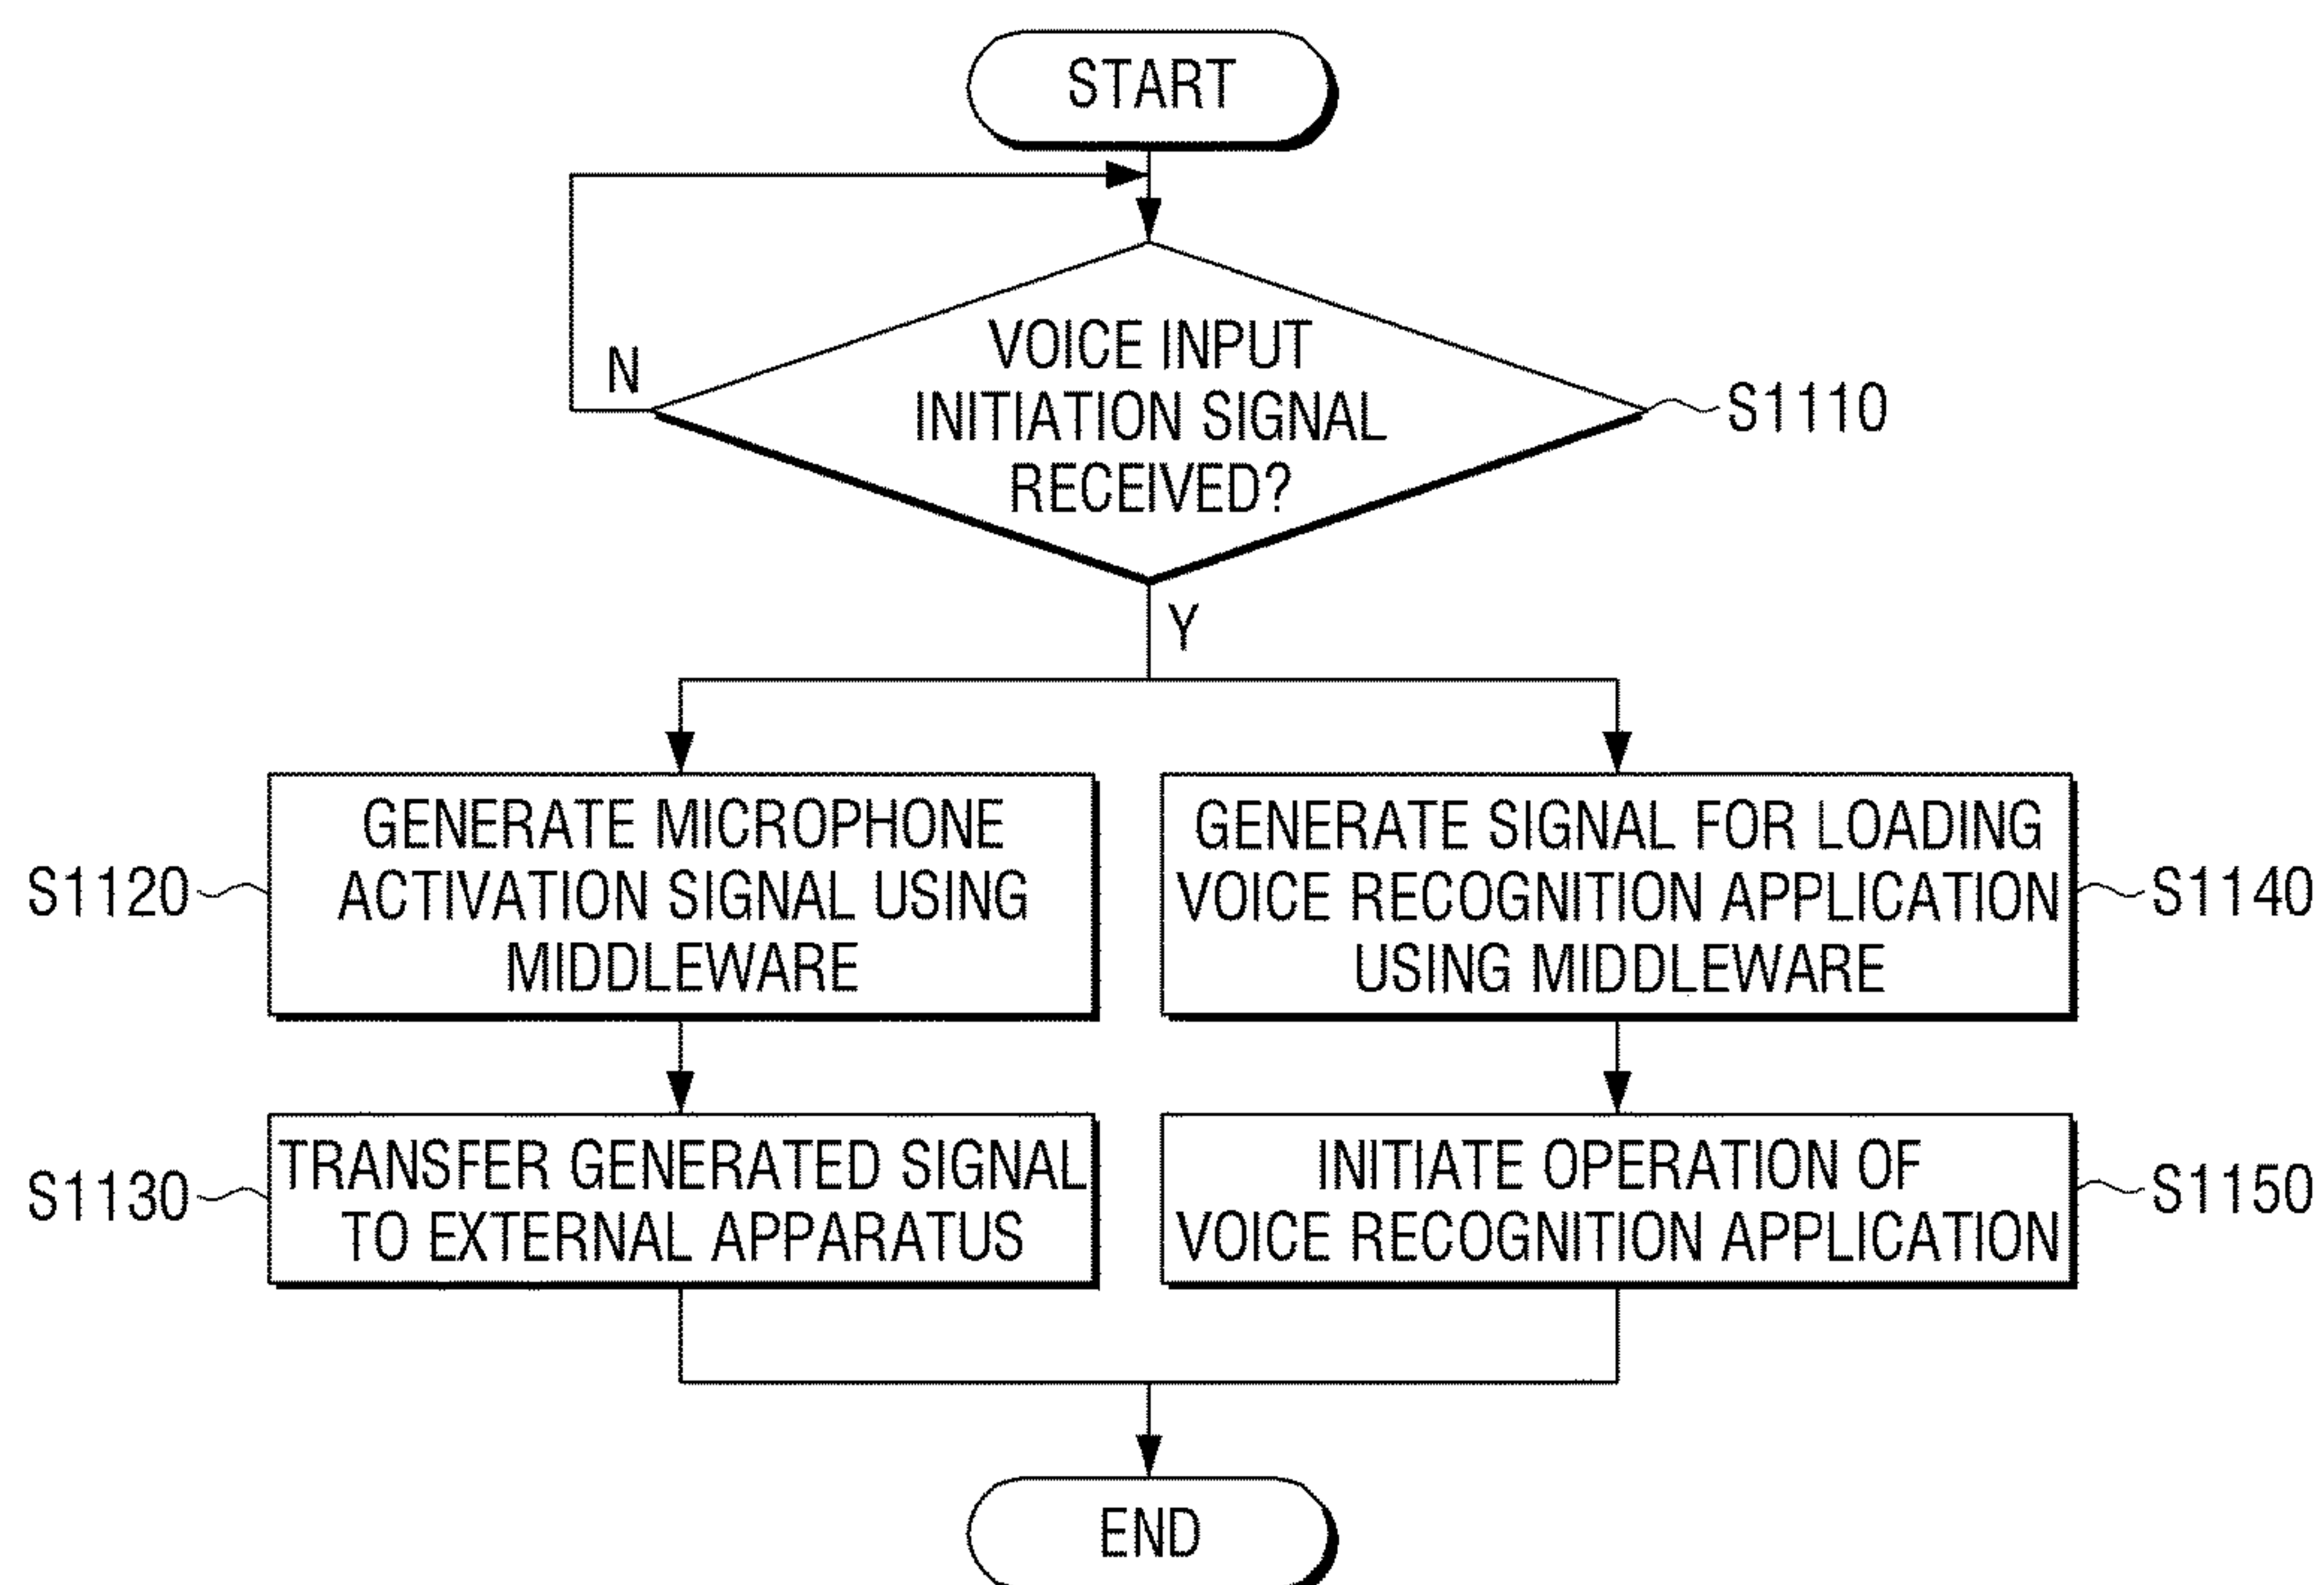 START
N
VOICE INPUT
INITIATION SIGNAL
RECEIVED?
S1110
Y
S1120
GENERATE MICROPHONE
ACTIVATION SIGNAL USING
MIDDLEWARE
GENERATE SIGNAL FOR LOADING
VOICE RECOGNITION APPLICATION
USING MIDDLEWARE
S1140
S1130
TRANSFER GENERATED SIGNAL
TO EXTERNAL APPARATUS
INITIATE OPERATION OF
VOICE RECOGNITION APPLICATION
S1150
END